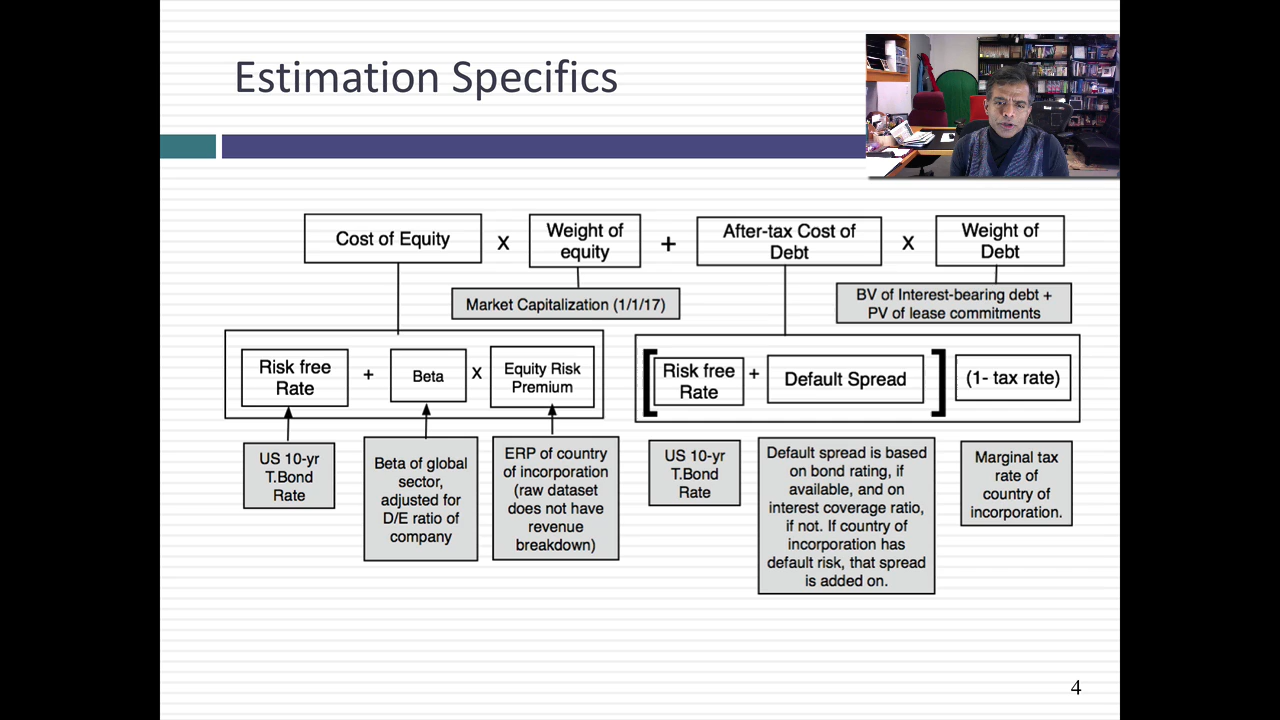 Estimation Specifics
Cost of Equity
X
Weight of
equity
+
After-tax Cost of
Debt
X
Weight of
Debt
Market Capitalization (1/1/17)
BV of Interest-bearing debt +
PV of lease commitments
Risk free
Rate
+
Beta
X
Equity Risk
Premium
[
Risk free
Rate
+
Default Spread
]
(1- tax rate)
US 10-yr
T.Bond
Rate
Beta of global
sector,
adjusted for
D/E ratio of
company
ERP of country
of incorporation
(raw dataset
does not have
revenue
breakdown)
US 10-yr
T.Bond
Rate
Default spread is based
on bond rating, if
available, and on
interest coverage ratio,
if not. If country of
incorporation has
default risk, that spread
is added on.
Marginal tax
rate of
country of
incorporation.
4